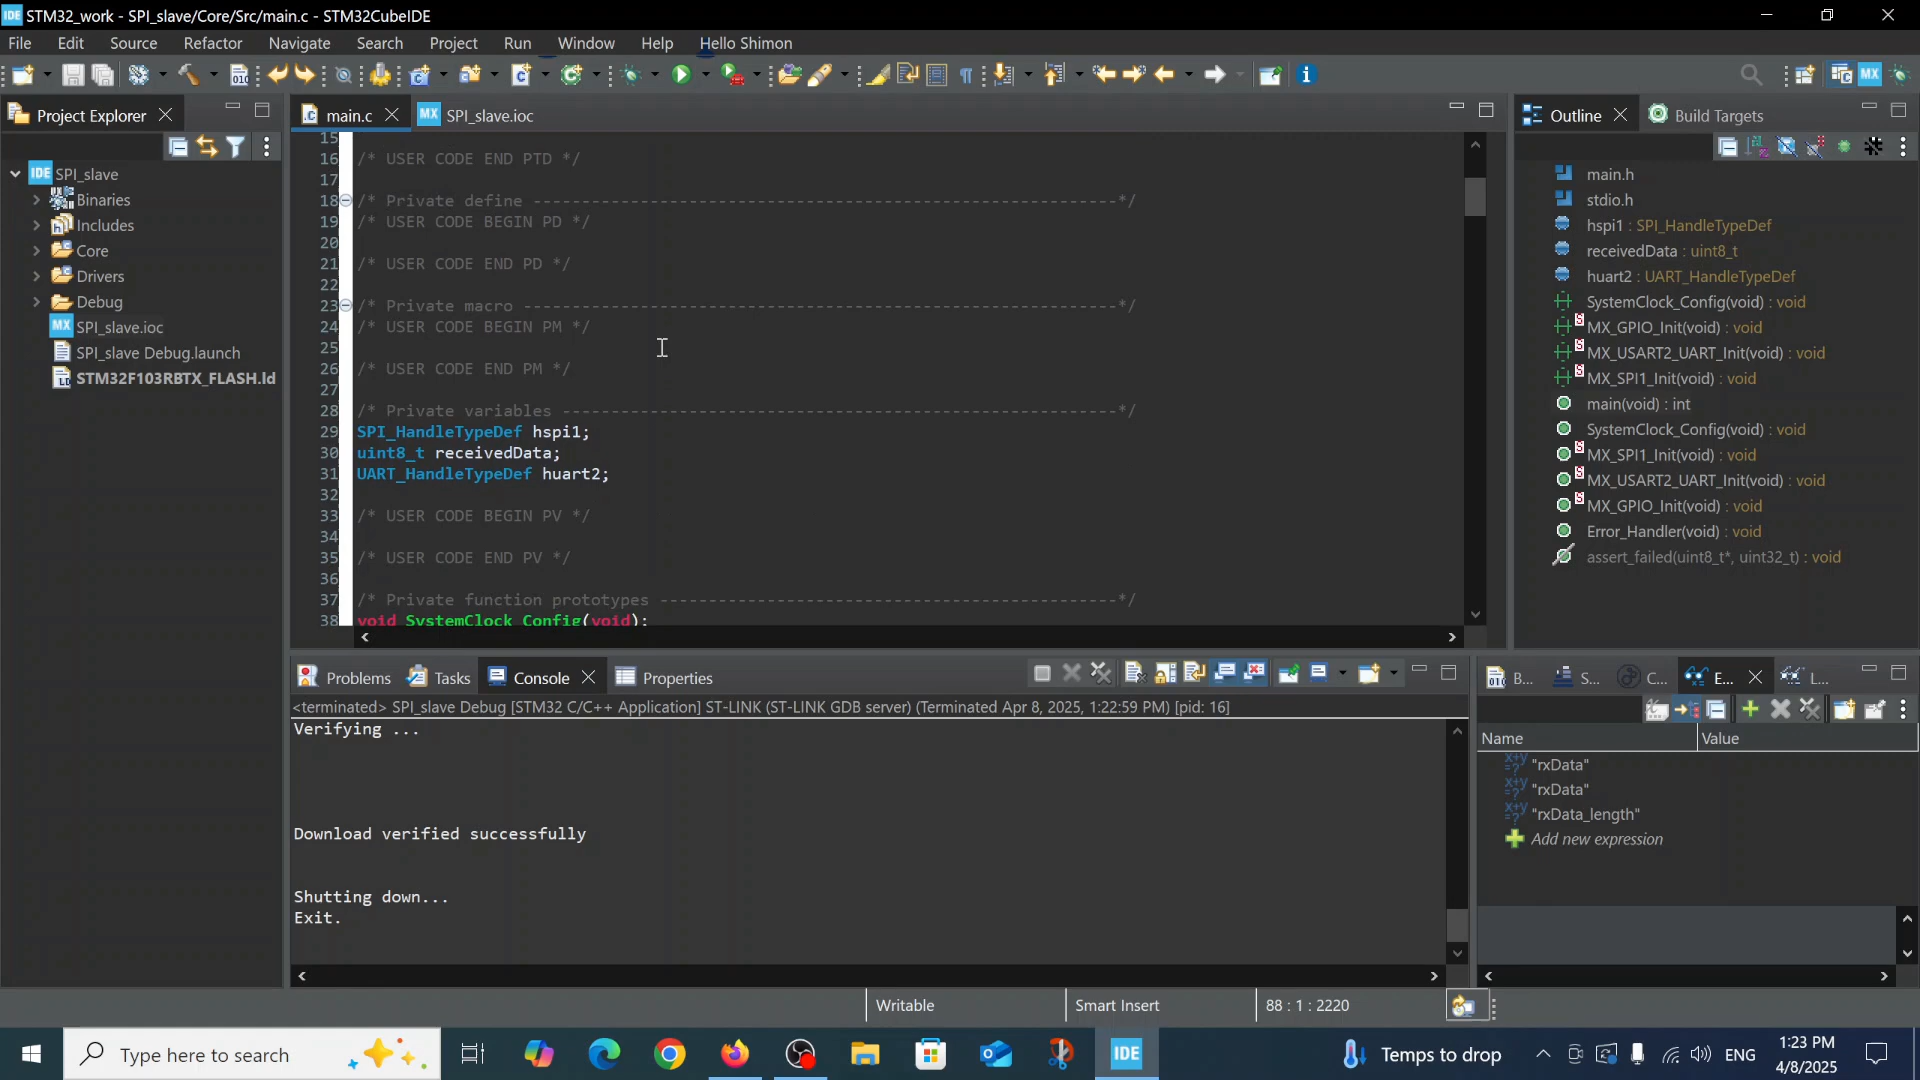 IDE STM32_work - SPI_slave/Core/Src/main.c - STM32CubeIDE
File Edit Source Refactor Navigate Search Project Run Window Help Hello Shimon
Project Explorer
IDE SPI_slave
Binaries
Includes
Core
Drivers
Debug
MX SPI_slave.ioc
SPI_slave Debug.launch
STM32F103RBTX_FLASH.ld
main.c MX SPI_slave.ioc
15
16 /* USER CODE END PTD */
17
18 /* Private define ------------------------------------------------------------*/
19 /* USER CODE BEGIN PD */
20
21 /* USER CODE END PD */
22
23 /* Private macro -------------------------------------------------------------*/
24 /* USER CODE BEGIN PM */
25
26 /* USER CODE END PM */
27
28 /* Private variables ---------------------------------------------------------*/
29 SPI_HandleTypeDef hspi1;
30 uint8_t receivedData;
31 UART_HandleTypeDef huart2;
32
33 /* USER CODE BEGIN PV */
34
35 /* USER CODE END PV */
36
37 /* Private function prototypes -----------------------------------------------*/
38 void SystemClock_Config(void);
Outline Build Targets
main.h
stdio.h
hspi1 : SPI_HandleTypeDef
receivedData : uint8_t
huart2 : UART_HandleTypeDef
SystemClock_Config(void) : void
MX_GPIO_Init(void) : void
MX_USART2_UART_Init(void) : void
MX_SPI1_Init(void) : void
main(void) : int
SystemClock_Config(void) : void
MX_SPI1_Init(void) : void
MX_USART2_UART_Init(void) : void
MX_GPIO_Init(void) : void
Error_Handler(void) : void
assert_failed(uint8_t*, uint32_t) : void
Problems Tasks Console Properties
<terminated> SPI_slave Debug [STM32 C/C++ Application] ST-LINK (ST-LINK GDB server) (Terminated Apr 8, 2025, 1:22:59 PM) [pid: 16]
Verifying ...
Download verified successfully
Shutting down...
Exit.
B... S... C... E... L...
Name Value
"rxData"
"rxData"
"rxData_length"
Add new expression
Writable Smart Insert 88 : 1 : 2220
Type here to search
IDE
Temps to drop
ENG
1:23 PM
4/8/2025